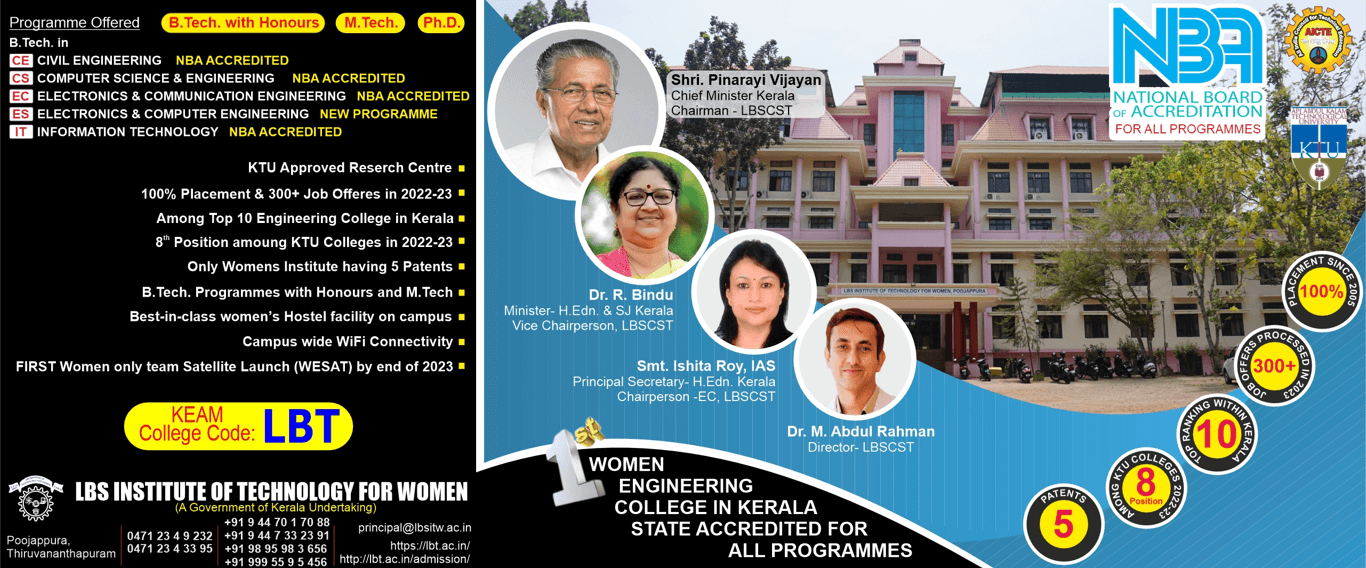 Programme Offered
B.Tech. with Honours
M.Tech.
Ph.D.
B.Tech. in
CE CIVIL ENGINEERING NBA ACCREDITED
CS COMPUTER SCIENCE & ENGINEERING NBA ACCREDITED
EC ELECTRONICS & COMMUNICATION ENGINEERING NBA ACCREDITED
ES ELECTRONICS & COMPUTER ENGINEERING NEW PROGRAMME
IT INFORMATION TECHNOLOGY NBA ACCREDITED
KTU Approved Reserch Centre
100% Placement & 300+ Job Offeres in 2022-23
Among Top 10 Engineering College in Kerala
8th Position amoung KTU Colleges in 2022-23
Only Womens Institute having 5 Patents
B.Tech. Programmes with Honours and M.Tech
Best-in-class women's Hostel facility on campus
Campus wide WiFi Connectivity
FIRST Women only team Satellite Launch (WESAT) by end of 2023
KEAM
College Code: LBT
LBS INSTITUTE OF TECHNOLOGY FOR WOMEN
(A Government of Kerala Undertaking)
Poojappura,
Thiruvananthapuram
0471 23 4 9 232
0471 23 4 33 95
+91 9 44 70 1 70 88
+91 9 44 7 33 23 91
+91 98 95 98 3 656
+91 999 55 9 5 456
principal@lbsitw.ac.in
https://lbt.ac.in/
http://lbt.ac.in/admission/
Shri. Pinarayi Vijayan
Chief Minister Kerala
Chairman - LBSCST
Dr. R. Bindu
Minister- H.Edn. & SJ Kerala
Vice Chairperson, LBSCST
Smt. Ishita Roy, IAS
Principal Secretary- H.Edn. Kerala
Chairperson -EC, LBSCST
Dr. M. Abdul Rahman
Director- LBSCST
1st
WOMEN
ENGINEERING
COLLEGE IN KERALA
STATE ACCREDITED FOR
ALL PROGRAMMES
NBA
NATIONAL BOARD
OF ACCREDITATION
FOR ALL PROGRAMMES
AICTE
APJ ABDUL KALAM
TECHNOLOGICAL
UNIVERSITY
KTU
LBS INSTITUTE OF TECHNOLOGY FOR WOMEN, POOJAPPURA
PLACEMENT SINCE 2005
100%
JOB OFFERS PROCESSED IN 2023
300+
TOP RANKING WITHIN KERALA
10
AMONG KTU COLLEGES 2022-23
8
Position
PATENTS
5